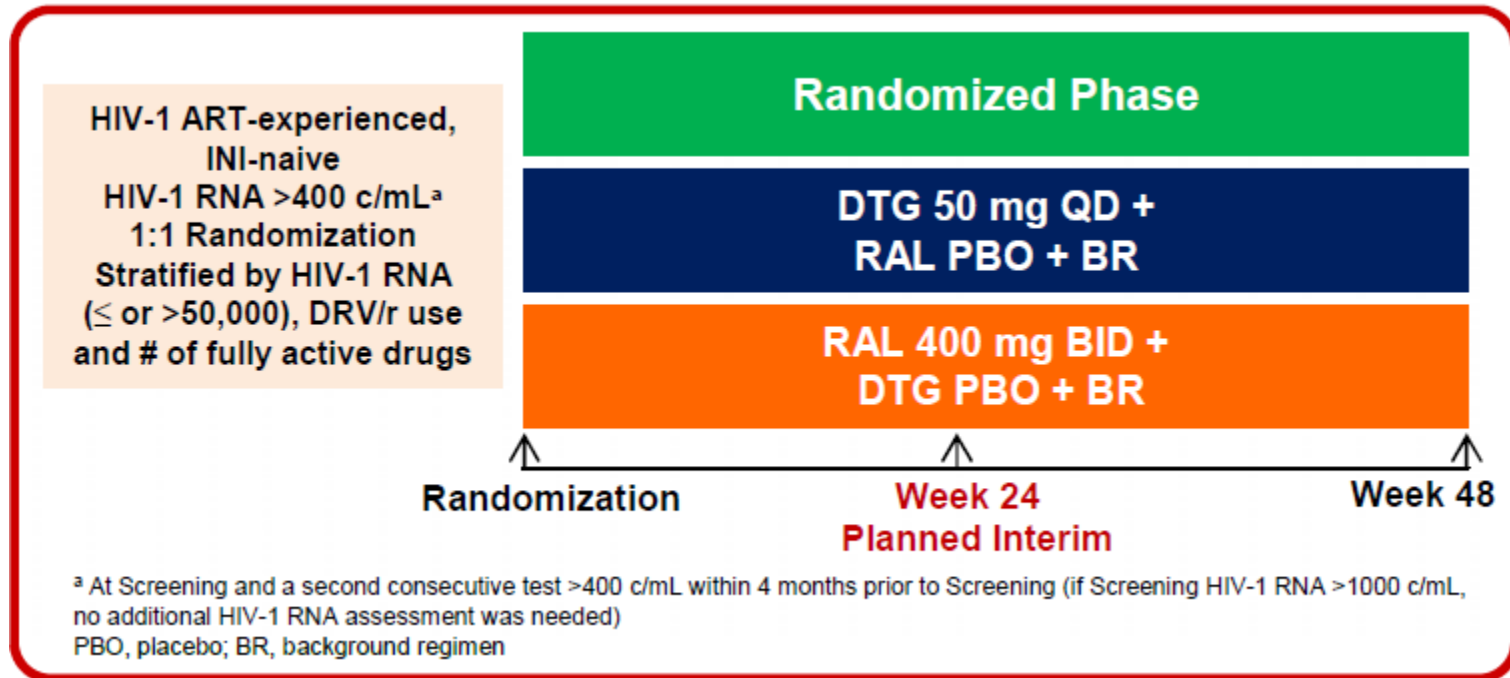 HIV-1 ART-experienced,
INI-naive
HIV-1 RNA >400 c/mLᵃ
1:1 Randomization
Stratified by HIV-1 RNA
(≤ or >50,000), DRV/r use
and # of fully active drugs
Randomized Phase
DTG 50 mg QD +
RAL PBO + BR
RAL 400 mg BID +
DTG PBO + BR
Randomization
Week 24
Planned Interim
Week 48
ᵃ At Screening and a second consecutive test >400 c/mL within 4 months prior to Screening (if Screening HIV-1 RNA >1000 c/mL,
no additional HIV-1 RNA assessment was needed)
PBO, placebo; BR, background regimen